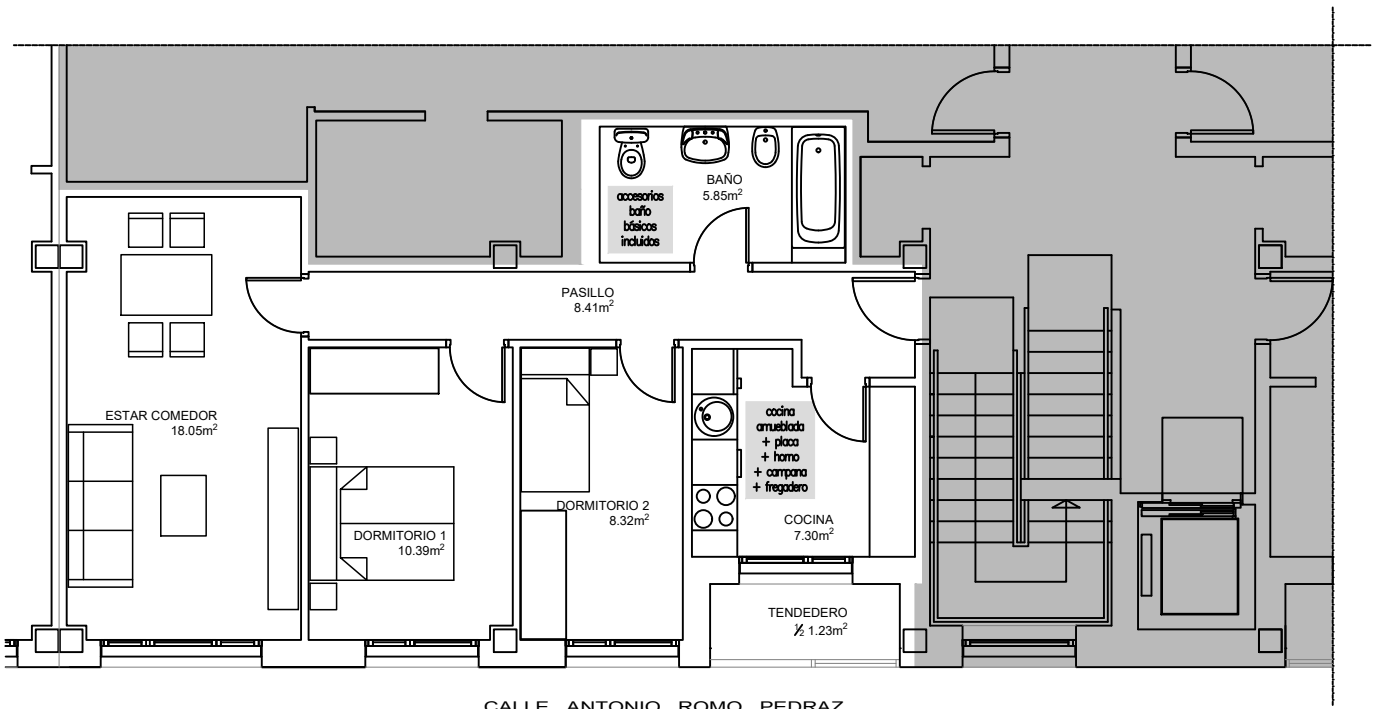 BAÑO
5.85m²
accesorios
baño
básicos
incluidos
PASILLO
8.41m²
ESTAR COMEDOR
18.05m²
cocina
amueblada
+ placa
+ horno
+ campana
+ fregadero
DORMITORIO 1
10.39m²
DORMITORIO 2
8.32m²
COCINA
7.30m²
TENDEDERO
½ 1.23m²
CALLE ANTONIO ROMO PEDRAZ